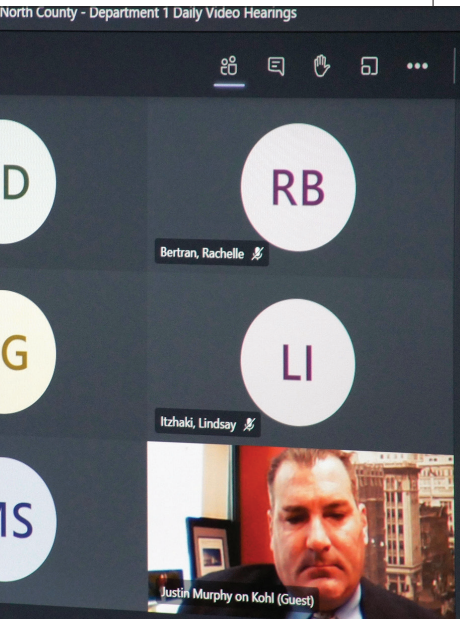 North County - Department 1 Daily Video Hearings
D
RB
Bertran, Rachelle
G
LI
Itzhaki, Lindsay
MS
Justin Murphy on Kohl (Guest)